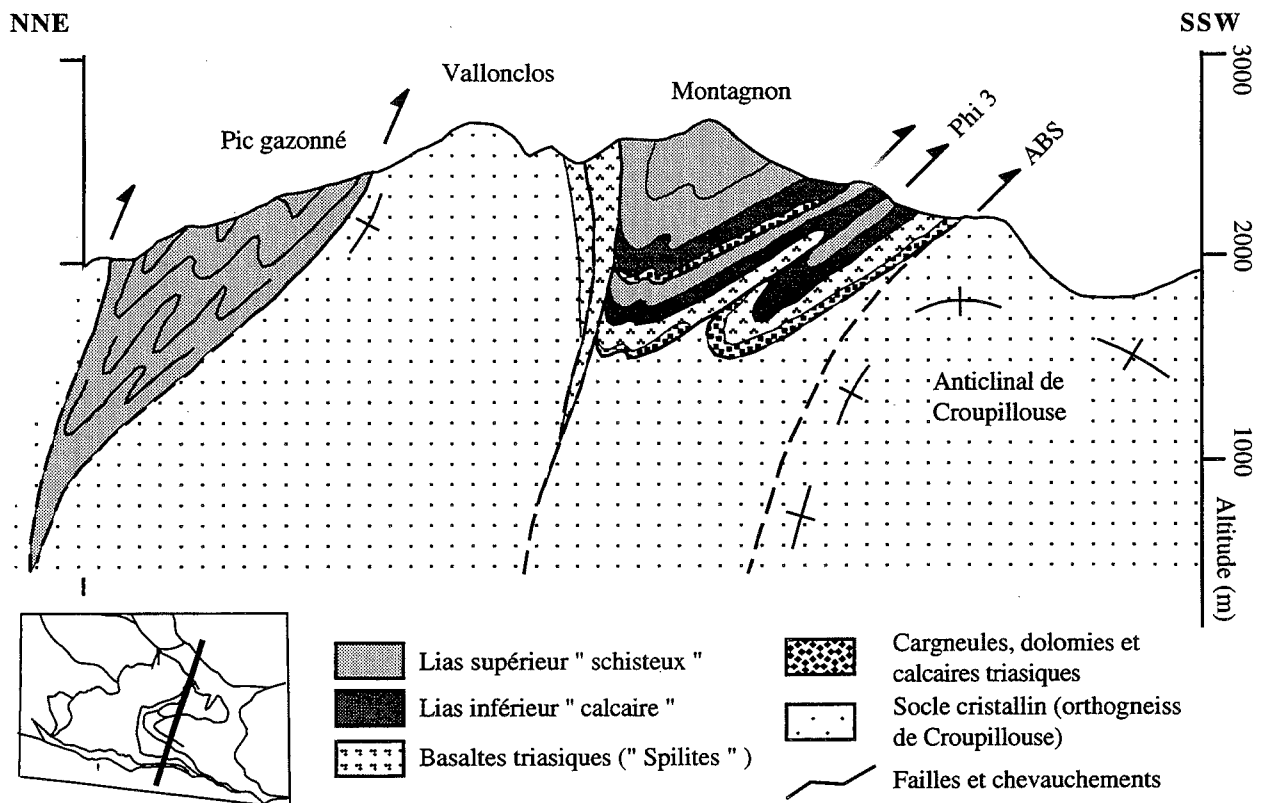 NNE
SSW
3000
Vallonclos
Montagnon
Pic gazonné
Phi 3
ABS
2000
Anticlinal de
Croupillouse
1000
Altitude (m)
Lias supérieur " schisteux "
Lias inférieur " calcaire "
Basaltes triasiques (" Spilites " )
Cargneules, dolomies et
calcaires triasiques
Socle cristallin (orthogneiss
de Croupillouse)
Failles et chevauchements